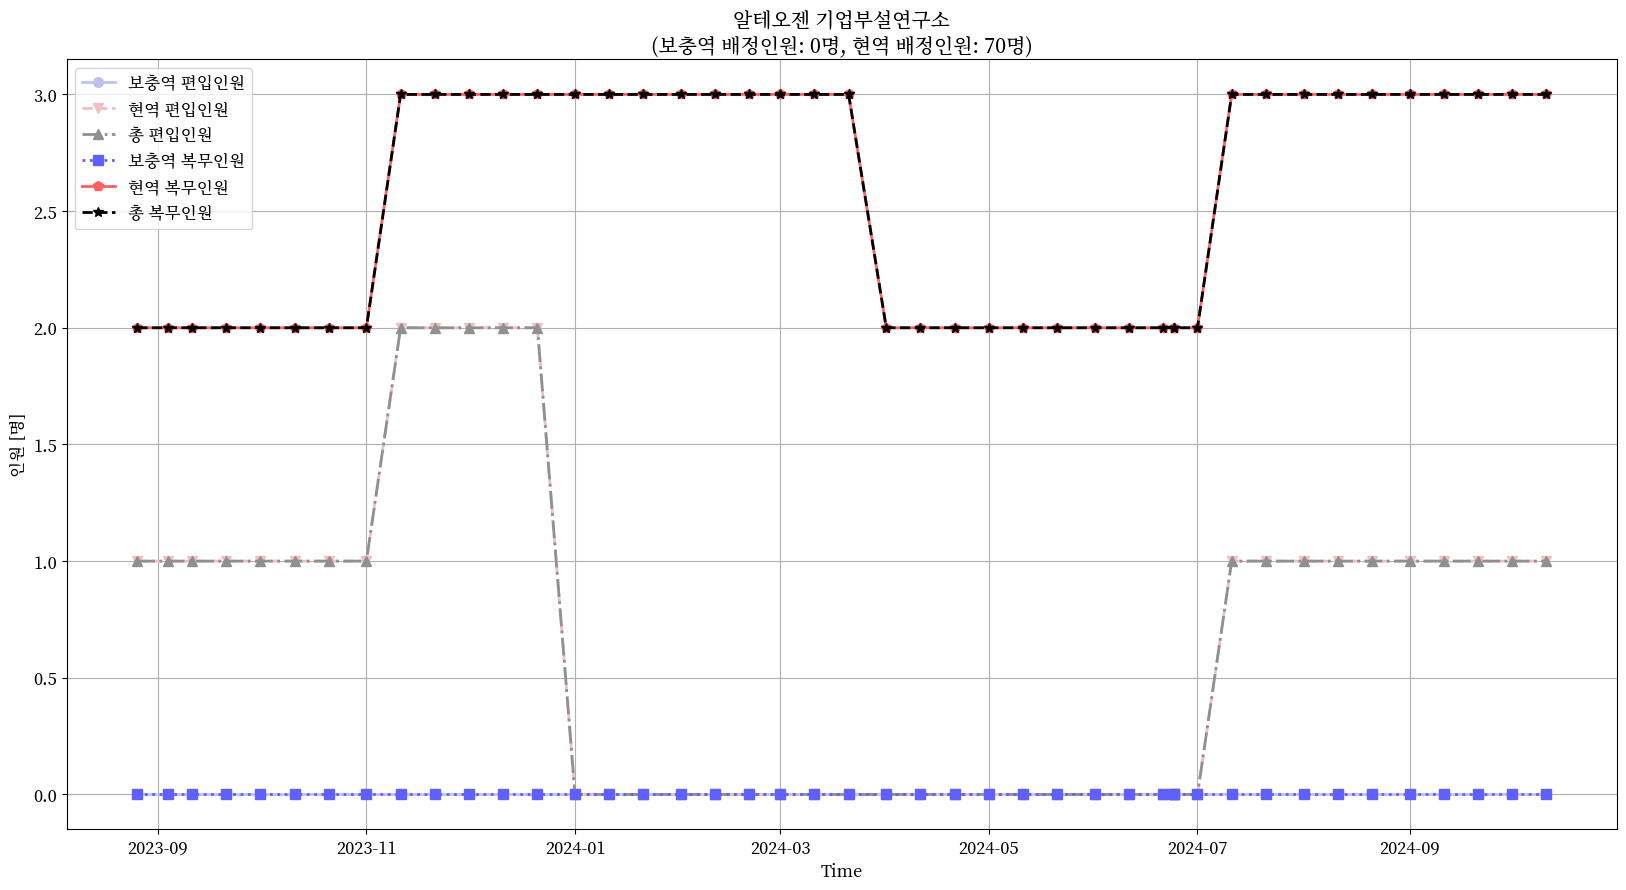 알테오젠 기업부설연구소
(보충역 배정인원: 0명, 현역 배정인원: 70명)
보충역 편입인원
현역 편입인원
총 편입인원
보충역 복무인원
현역 복무인원
총 복무인원
인원 [명]
3.0
2.5
2.0
1.5
1.0
0.5
0.0
2023-09 2023-11 2024-01 2024-03 2024-05 2024-07 2024-09
Time